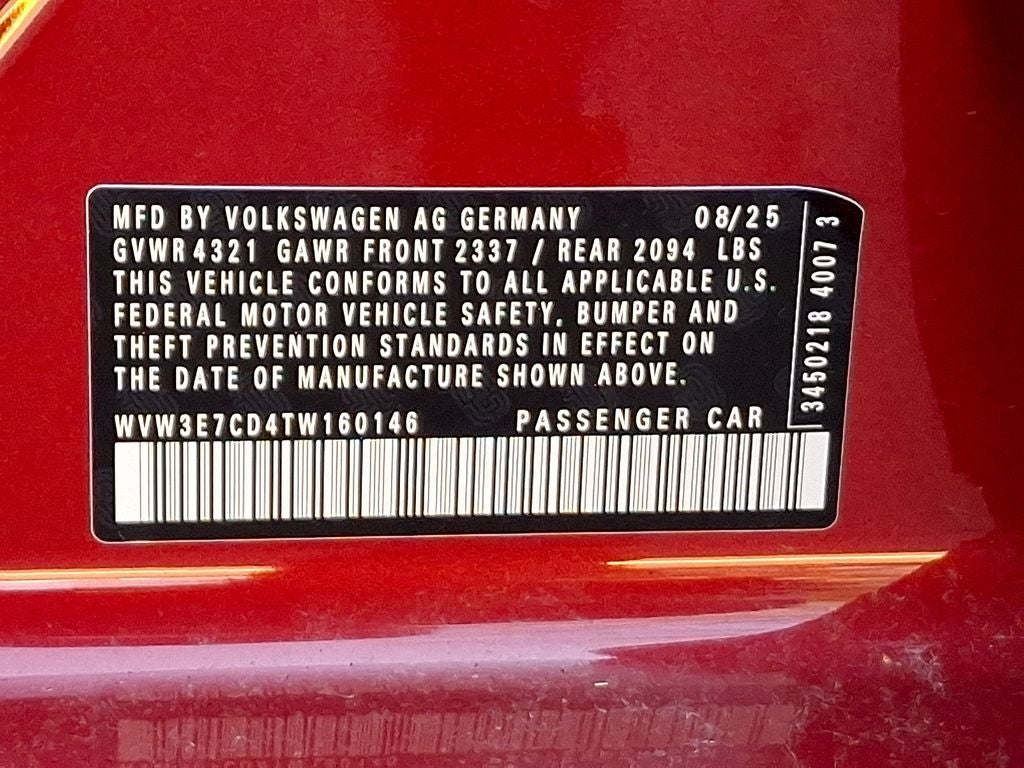 MFD BY VOLKSWAGEN AG GERMANY 08/25
GVWR 4321 GAWR FRONT 2337 / REAR 2094 LBS
THIS VEHICLE CONFORMS TO ALL APPLICABLE U.S.
FEDERAL MOTOR VEHICLE SAFETY, BUMPER AND
THEFT PREVENTION STANDARDS IN EFFECT ON
THE DATE OF MANUFACTURE SHOWN ABOVE.
WVW3E7CD4TW160146 PASSENGER CAR
3450218 4007 3